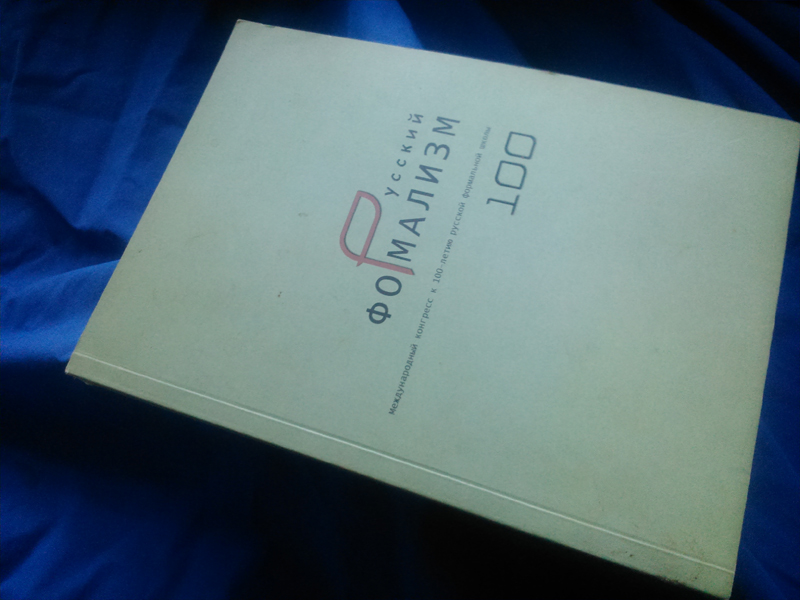 Русский
ФОРМАЛИЗМ
Международный конгресс к 100-летию русской формальной школы
100